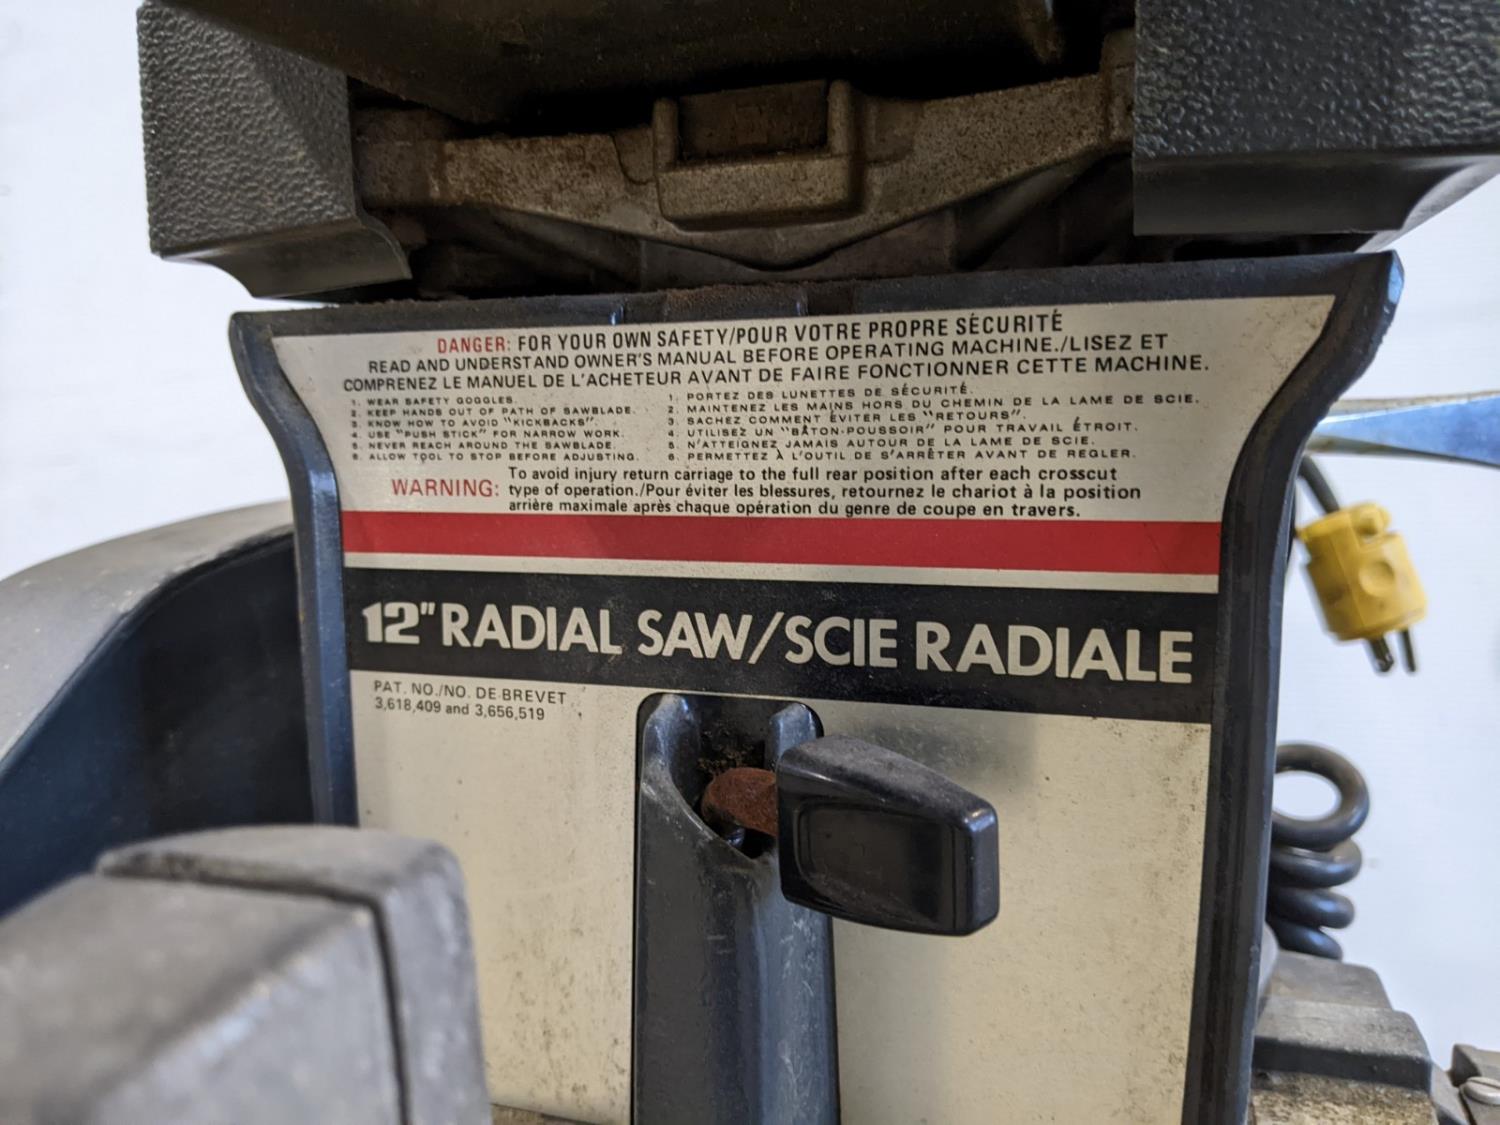 DANGER: FOR YOUR OWN SAFETY/POUR VOTRE PROPRE SÉCURITÉ
READ AND UNDERSTAND OWNER'S MANUAL BEFORE OPERATING MACHINE./LISEZ ET
COMPRENEZ LE MANUEL DE L'ACHETEUR AVANT DE FAIRE FONCTIONNER CETTE MACHINE.
1. WEAR SAFETY GOGGLES.
2. KEEP HANDS OUT OF PATH OF SAWBLADE.
3. KNOW HOW TO AVOID "KICKBACKS".
4. USE "PUSH STICK" FOR NARROW WORK.
5. NEVER REACH AROUND THE SAWBLADE.
6. ALLOW TOOL TO STOP BEFORE ADJUSTING.
1. PORTEZ DES LUNETTES DE SÉCURITÉ.
2. MAINTENEZ LES MAINS HORS DU CHEMIN DE LA LAME DE SCIE.
3. SACHEZ COMMENT ÉVITER LES "RETOURS".
4. UTILISEZ UN "BÂTON-POUSSOIR" POUR TRAVAIL ÉTROIT.
5. N'ATTEIGNEZ JAMAIS AUTOUR DE LA LAME DE SCIE.
6. PERMETTEZ À L'OUTIL DE S'ARRÊTER AVANT DE REGLER.
WARNING: To avoid injury return carriage to the full rear position after each crosscut
type of operation./Pour éviter les blessures, retournez le chariot à la position
arrière maximale après chaque opération du genre de coupe en travers.
12" RADIAL SAW/SCIE RADIALE
PAT. NO./NO. DE BREVET
3,618,409 and 3,656,519